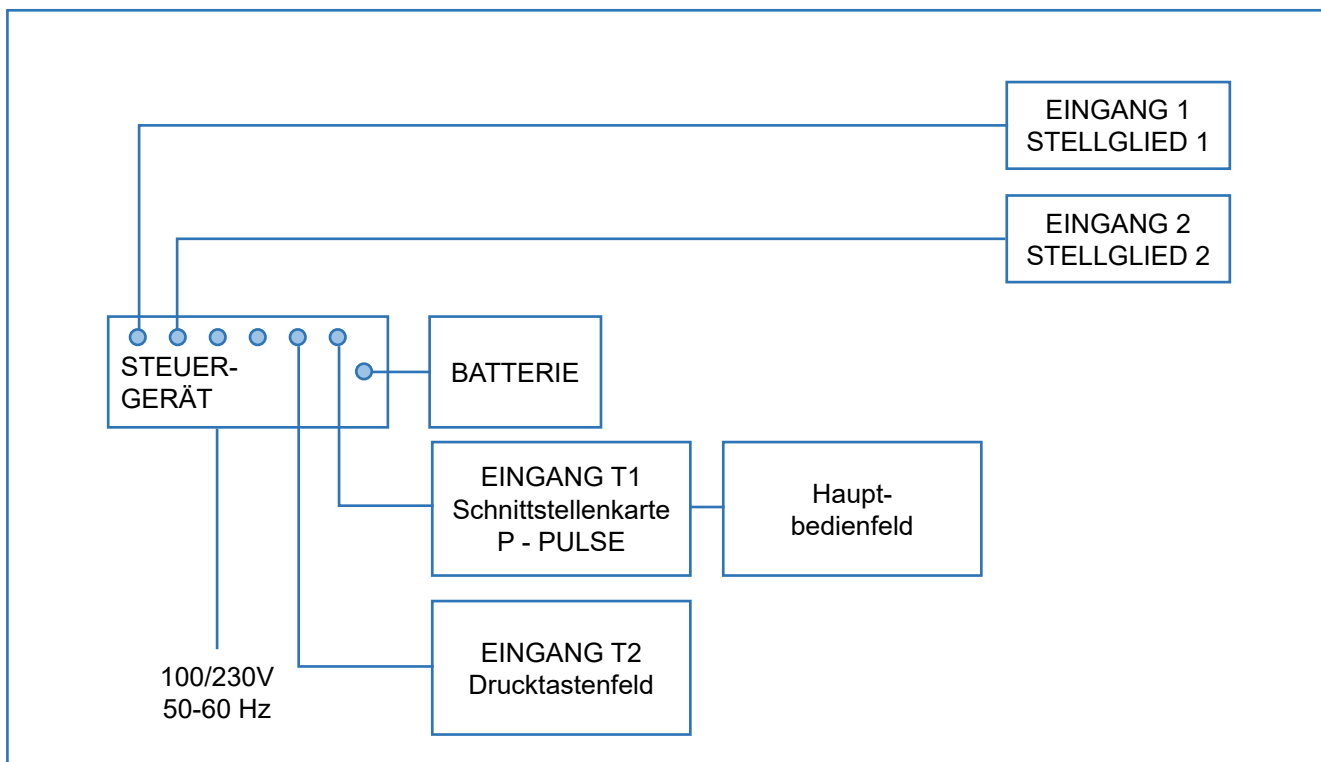 EINGANG 1
STELLGLIED 1
EINGANG 2
STELLGLIED 2
STEUER-
GERÄT
BATTERIE
EINGANG T1
Schnittstellenkarte
P - PULSE
Haupt-
bedienfeld
EINGANG T2
Drucktastenfeld
100/230V
50-60 Hz